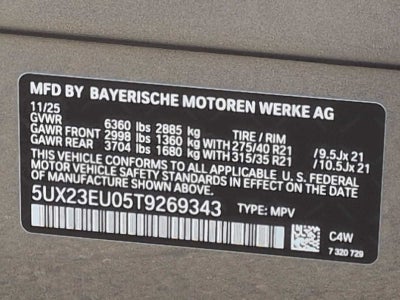 MFD BY BAYERISCHE MOTOREN WERKE AG
11/25
GVWR 6360 lbs 2885 kg TIRE / RIM
GAWR FRONT 2998 lbs 1360 kg WITH 275/40 R21 / 9.5Jx 21
GAWR REAR 3704 lbs 1680 kg WITH 315/35 R21 / 10.5Jx 21
THIS VEHICLE CONFORMS TO ALL APPLICABLE U.S. FEDERAL
MOTOR VEHICLE SAFETY STANDARDS IN EFFECT ON THE DATE
OF MANUFACTURE SHOWN ABOVE.
5UX23EU05T9269343 TYPE: MPV
C4W
7 320 729